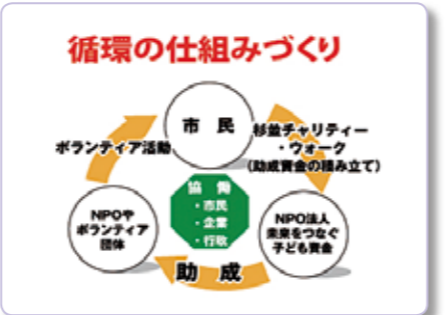 循環の仕組みづくり
市 民
ボランティア活動
杉並チャリティー
・ウォーク
(助成資金の積み立て)
協 働
・市民
・企業
・行政
NPOや
ボランティア
団体
NPO法人
未来をつなぐ
子ども資金
助 成